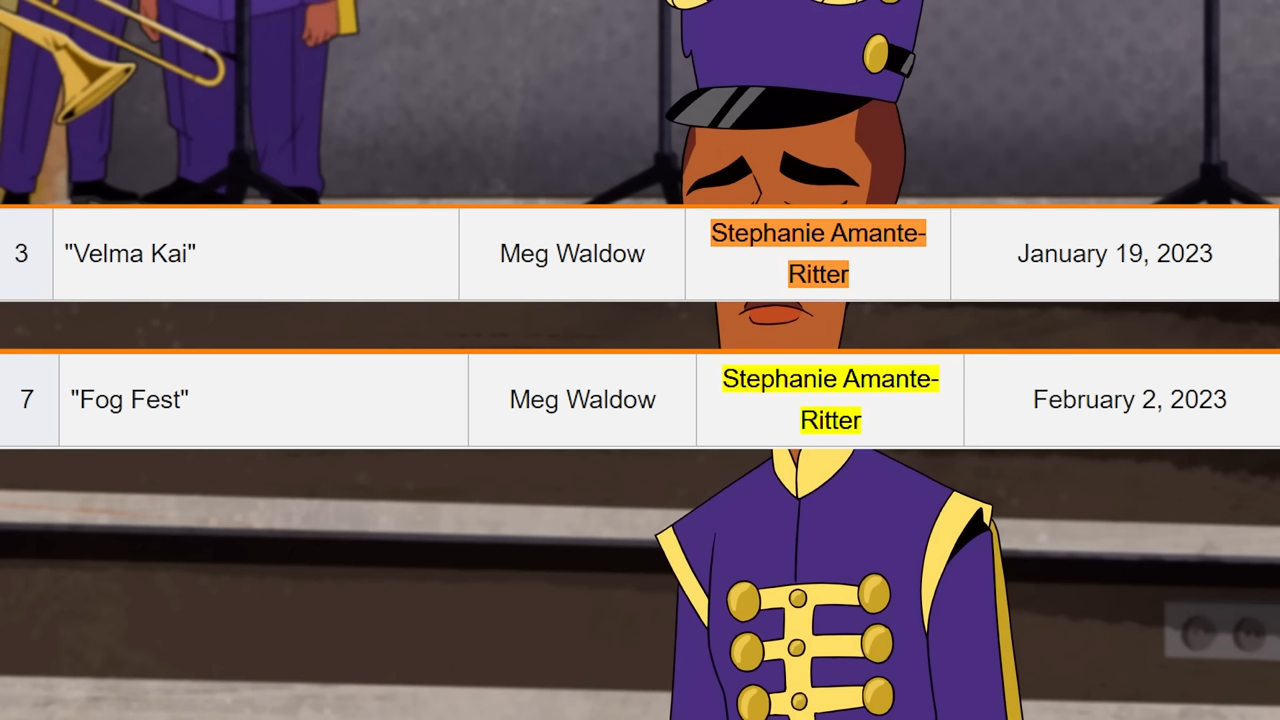 3 "Velma Kai" Meg Waldow Stephanie Amante- January 19, 2023
Ritter
7 "Fog Fest" Meg Waldow Stephanie Amante- February 2, 2023
Ritter